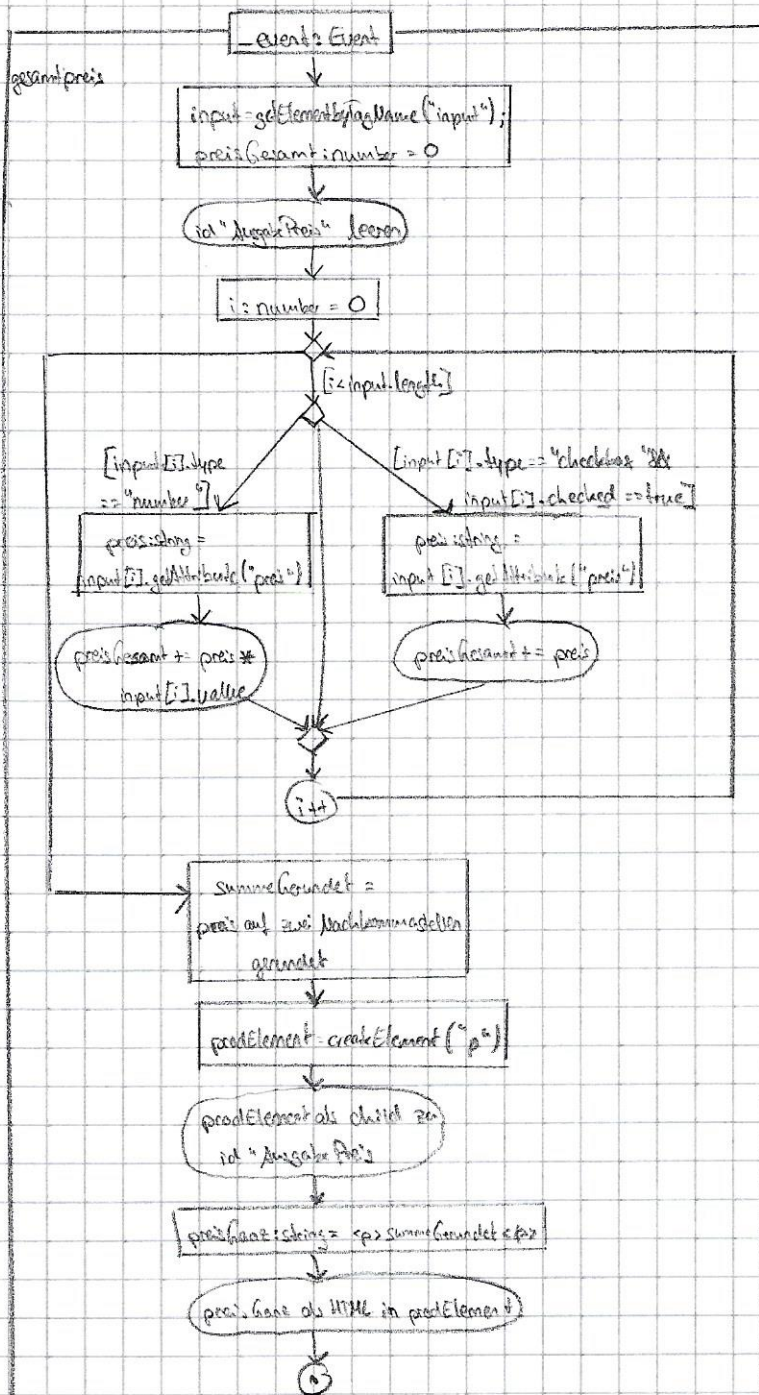 _event: Event
gesamtpreis
input=getElementbyTagName("input");
preisGesamt:number = 0
id "AusgabePreis" leeren
i: number = 0
[i<input.length]
[input[i].type
=="number"]
[input[i].type=="checkbox"&&
input[i].checked==true]
preis:string =
input[i].getAttribute("preis")
preis:string =
input[i].getAttribute("preis")
preisGesamt += preis *
input[i].value
preisGesamt += preis
i++
summeGerundet =
preis auf zwei Nachkommastellen
gerundet
prodElement=createElement("p")
prodElement als child zu
id "AusgabePreis
preisGanz:string= <p>summeGerundet<p>
preisGanz als HTML in prodElement